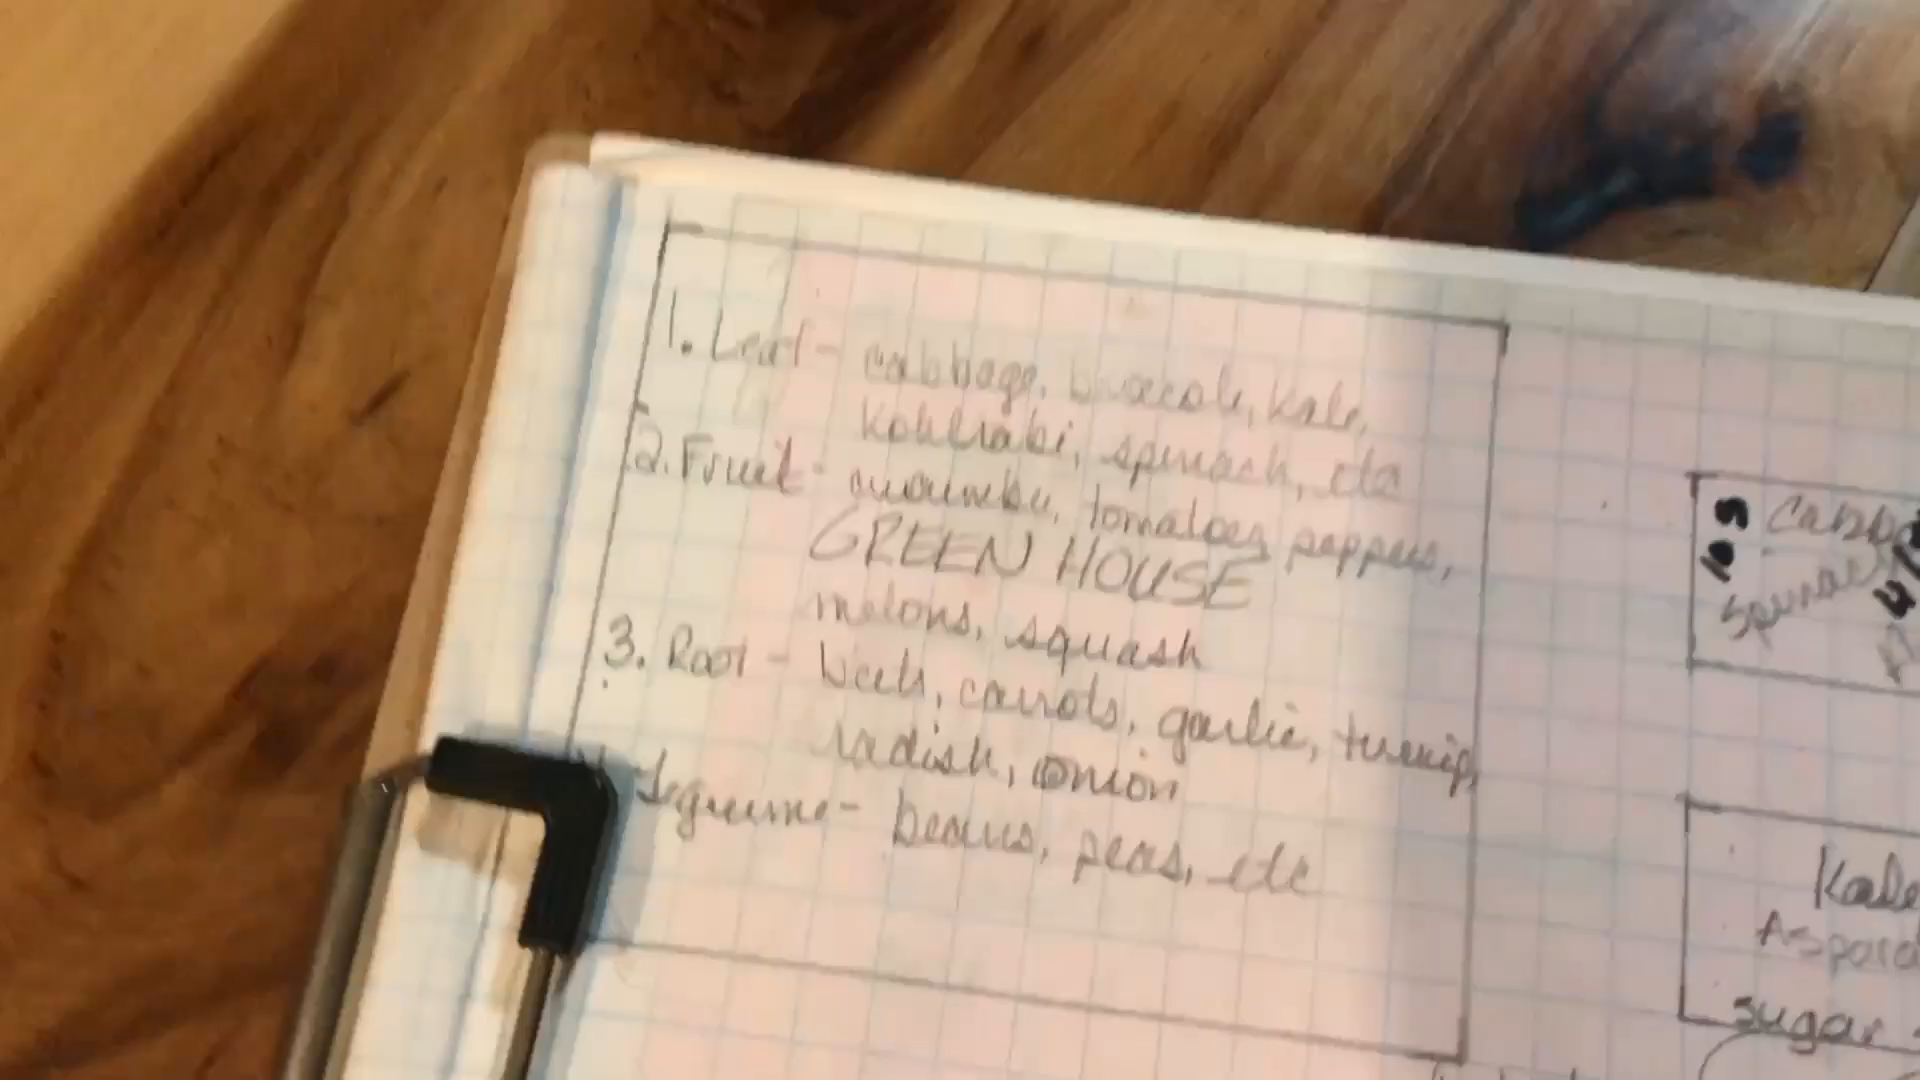 1. Leaf - cabbage, broccoli, kale,
kohlrabi, spinach, etc
2. Fruit - cucumber, tomatoes, peppers,
GREEN HOUSE
melons, squash
3. Root - beets, carrots, garlic, turnip,
radish, onion
Legume - beans, peas, etc
Kale
sugar